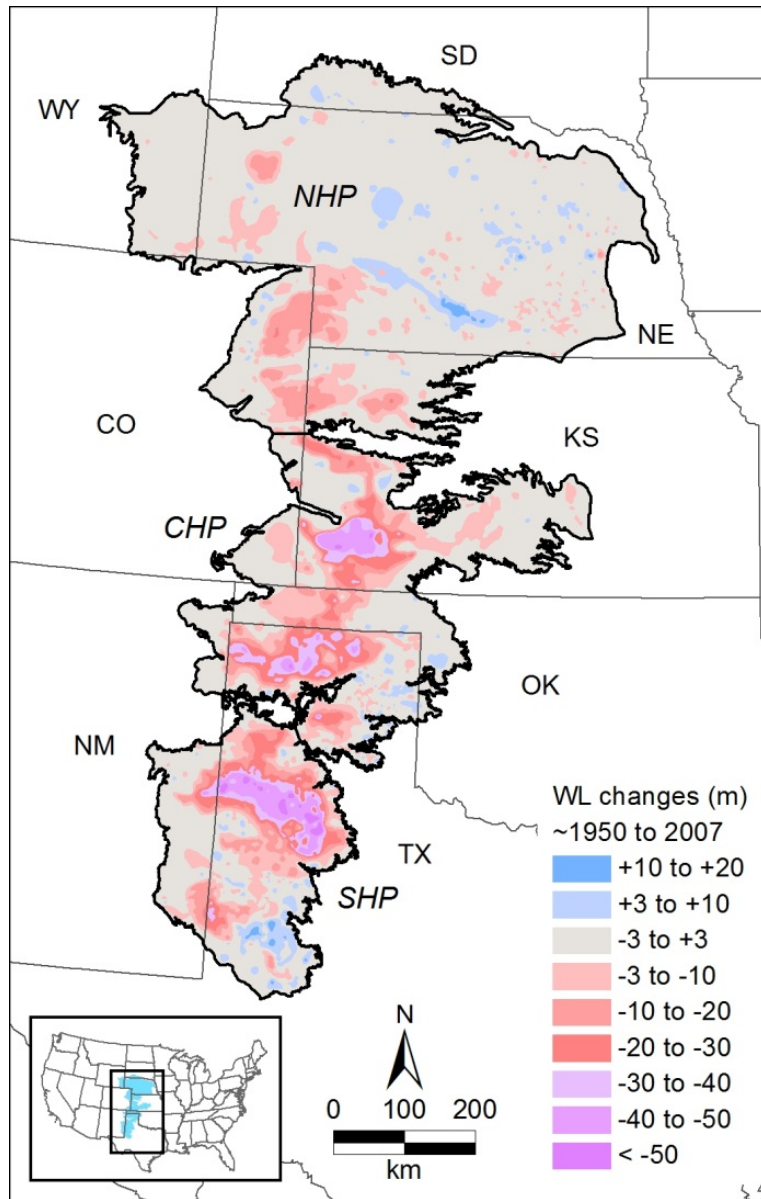 SD
WY
NHP
NE
CO
KS
CHP
OK
NM
TX
SHP
WL changes (m)
~1950 to 2007
+10 to +20
+3 to +10
-3 to +3
-3 to -10
-10 to -20
-20 to -30
-30 to -40
-40 to -50
< -50
N
0 100 200
km